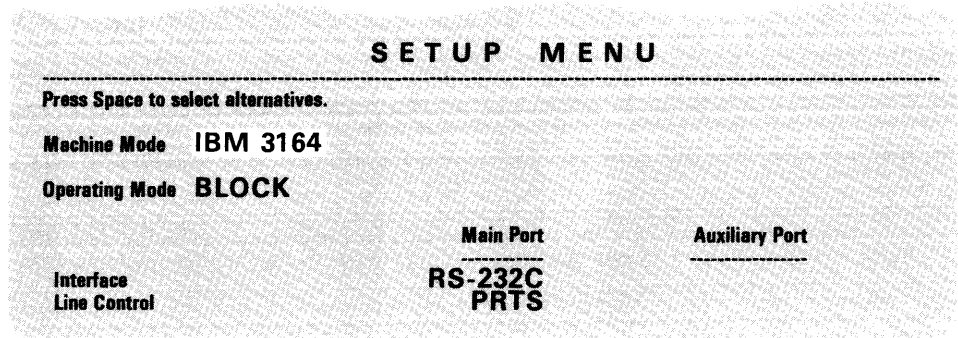 SETUP MENU
Press Space to select alternatives.
Machine Mode IBM 3164
Operating Mode BLOCK
Main Port Auxiliary Port
Interface RS-232C
Line Control PRTS